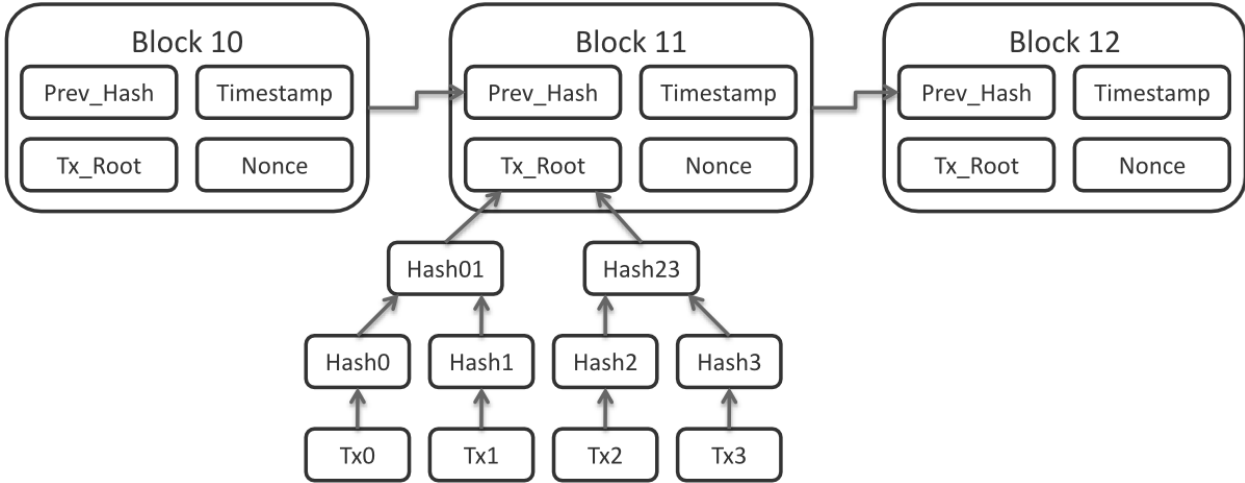 Block 10
Prev_Hash Timestamp
Tx_Root Nonce
Block 11
Prev_Hash Timestamp
Tx_Root Nonce
Block 12
Prev_Hash Timestamp
Tx_Root Nonce
Hash01 Hash23
Hash0 Hash1 Hash2 Hash3
Tx0 Tx1 Tx2 Tx3